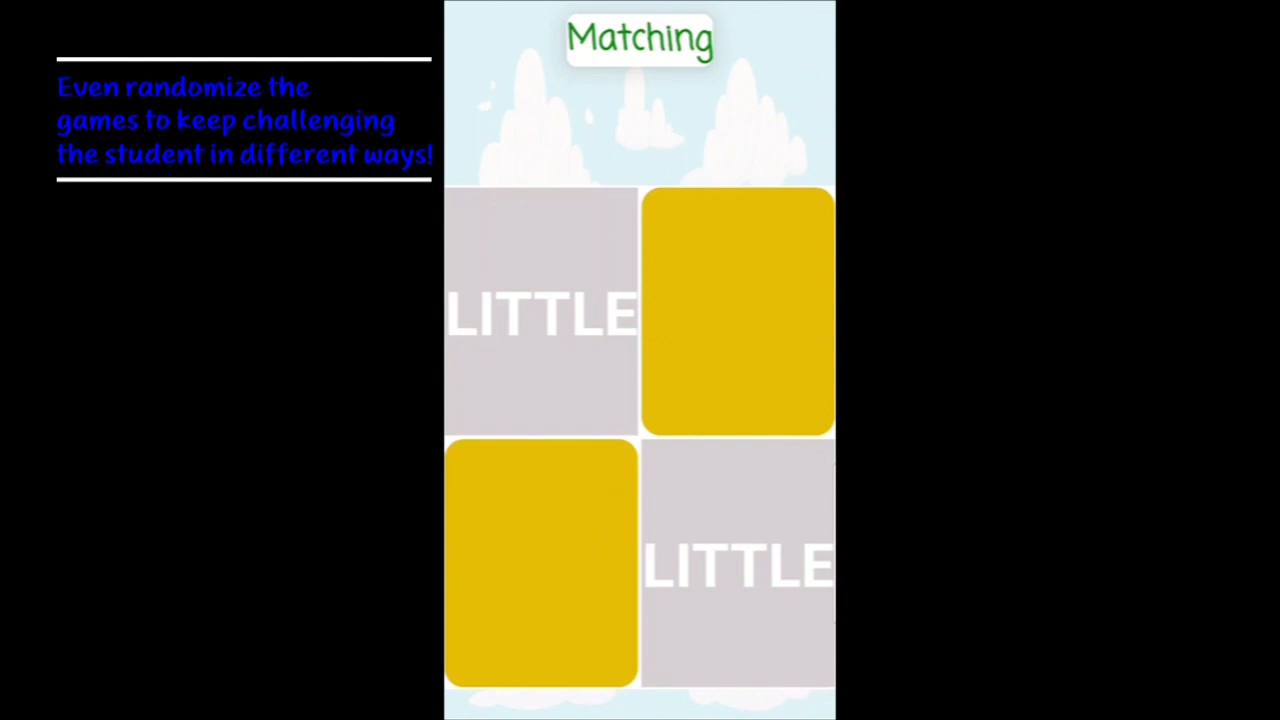 Matching
Even randomize the
games to keep challenging
the student in different ways!
LITTLE
LITTLE